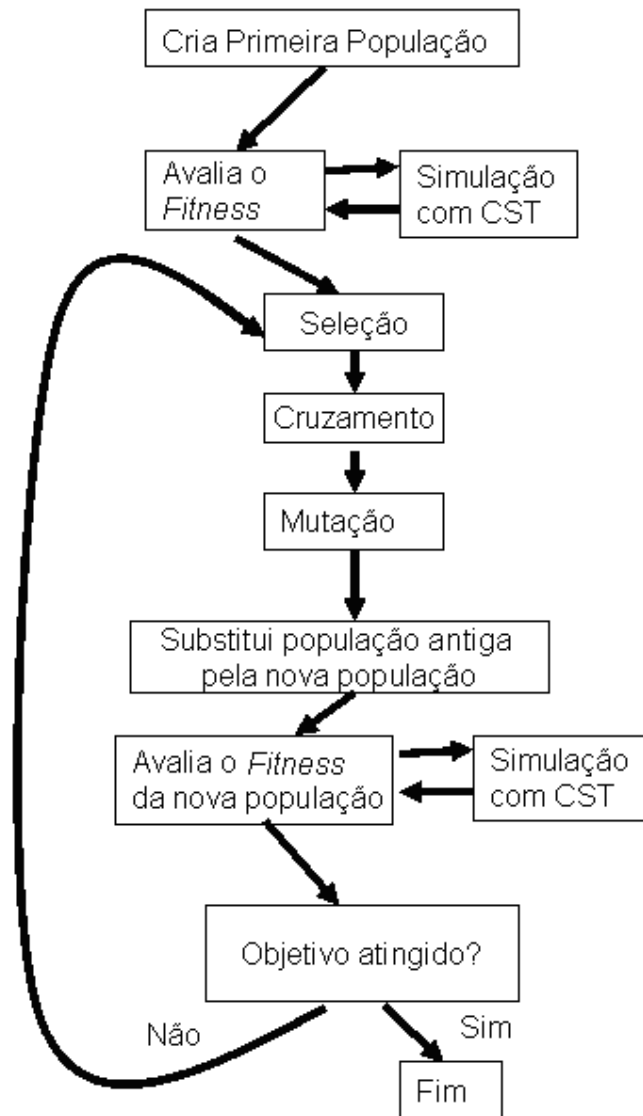 Cria Primeira População
Avalia o
Fitness
Simulação
com CST
Seleção
Cruzamento
Mutação
Substitui população antiga
pela nova população
Avalia o Fitness
da nova população
Simulação
com CST
Objetivo atingido?
Não
Sim
Fim